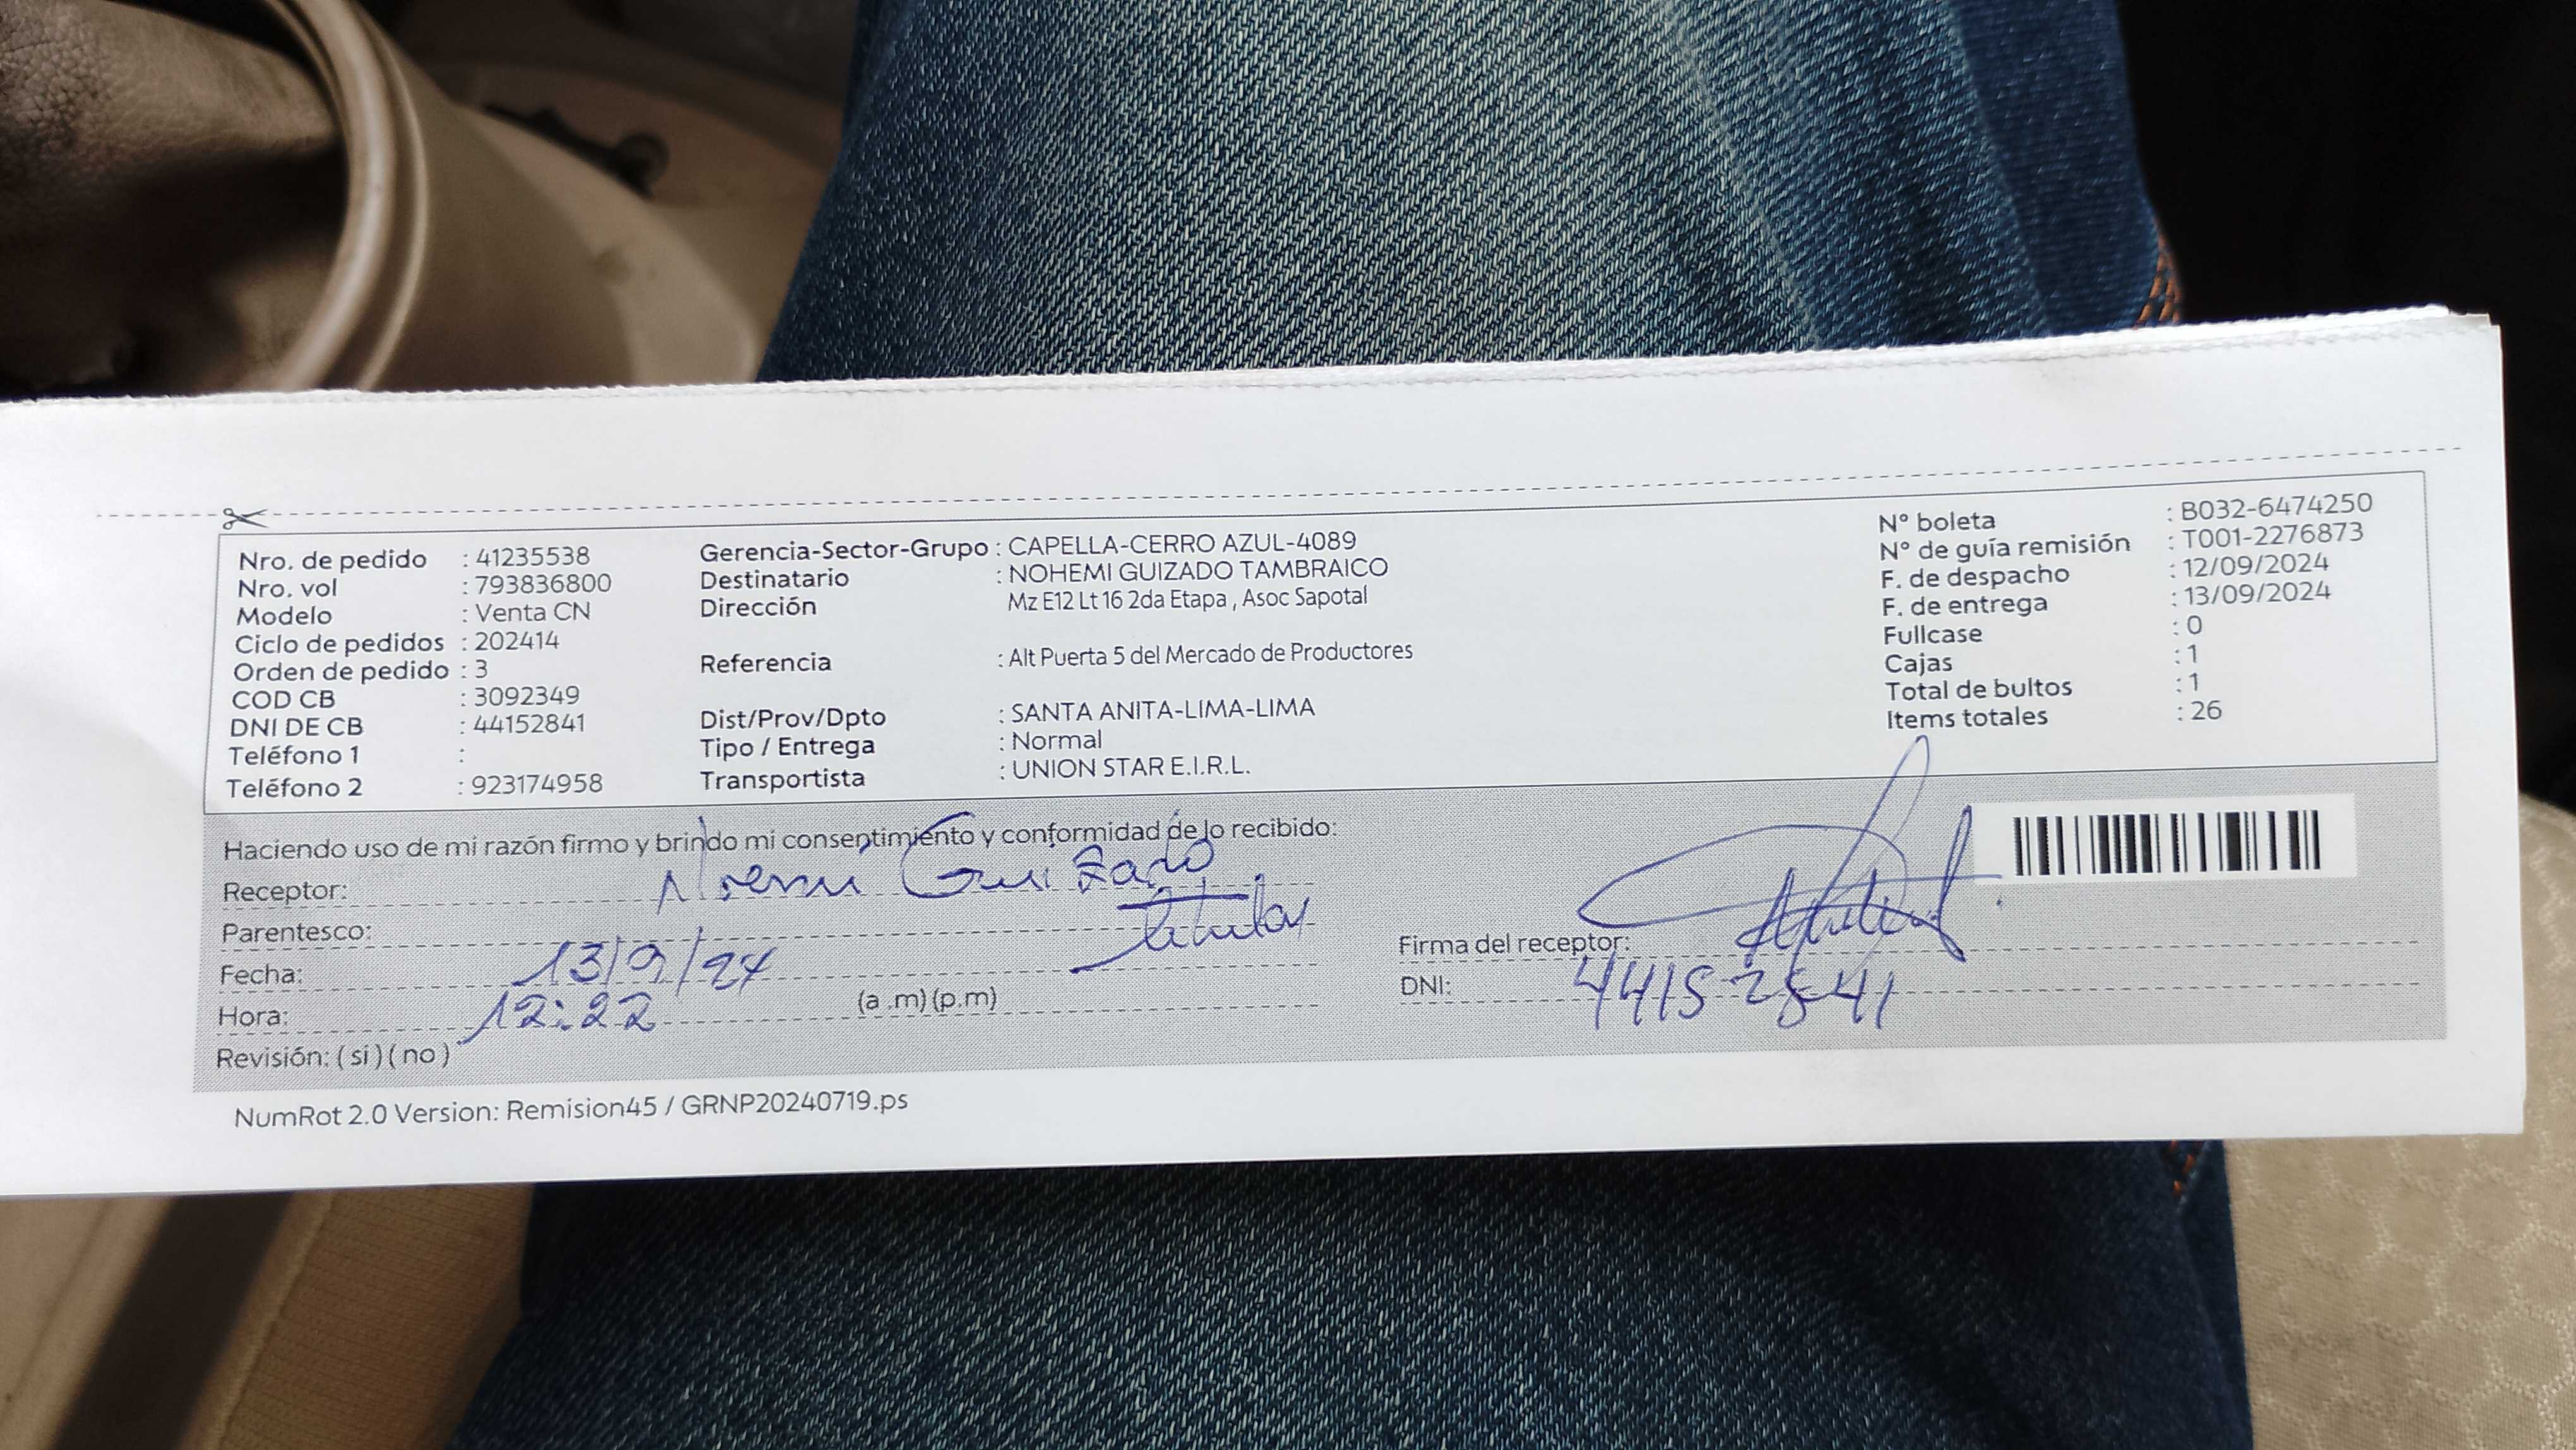 Nro. de pedido : 41235538
Nro. vol : 793836800
Modelo : Venta CN
Ciclo de pedidos : 202414
Orden de pedido : 3
COD CB : 3092349
DNI DE CB : 44152841
Teléfono 1 :
Teléfono 2 : 923174958
Gerencia-Sector-Grupo : CAPELLA-CERRO AZUL-4089
Destinatario : NOHEMI GUIZADO TAMBRAICO
Dirección Mz E12 Lt 16 2da Etapa , Asoc Sapotal
Referencia : Alt Puerta 5 del Mercado de Productores
Dist/Prov/Dpto : SANTA ANITA-LIMA-LIMA
Tipo / Entrega : Normal
Transportista : UNION STAR E.I.R.L.
N° boleta : B032-6474250
N° de guía remisión : T001-2276873
F. de despacho : 12/09/2024
F. de entrega : 13/09/2024
Fullcase : 0
Cajas : 1
Total de bultos : 1
Items totales : 26
Haciendo uso de mi razón firmo y brindo mi consentimiento y conformidad de lo recibido:
Receptor: Noemi Guizado
Parentesco: titular
Fecha: 13/9/24
Hora: 12:22 (a .m) (p.m)
Revisión: ( si ) ( no )
Firma del receptor:
DNI: 44152841
NumRot 2.0 Version: Remision45 / GRNP20240719.ps